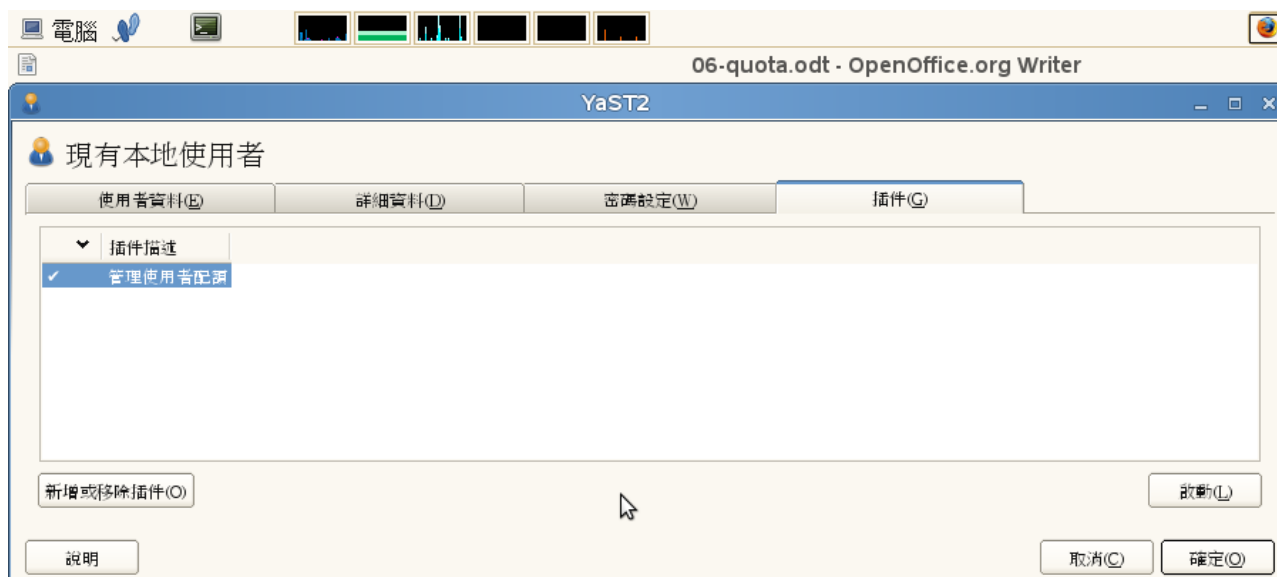 電腦
06-quota.odt - OpenOffice.org Writer
YaST2
現有本地使用者
使用者資料(E) 詳細資料(D) 密碼設定(W) 插件(G)
插件描述
管理使用者配額
新增或移除插件(O) 啟動(L)
說明 取消(C) 確定(O)